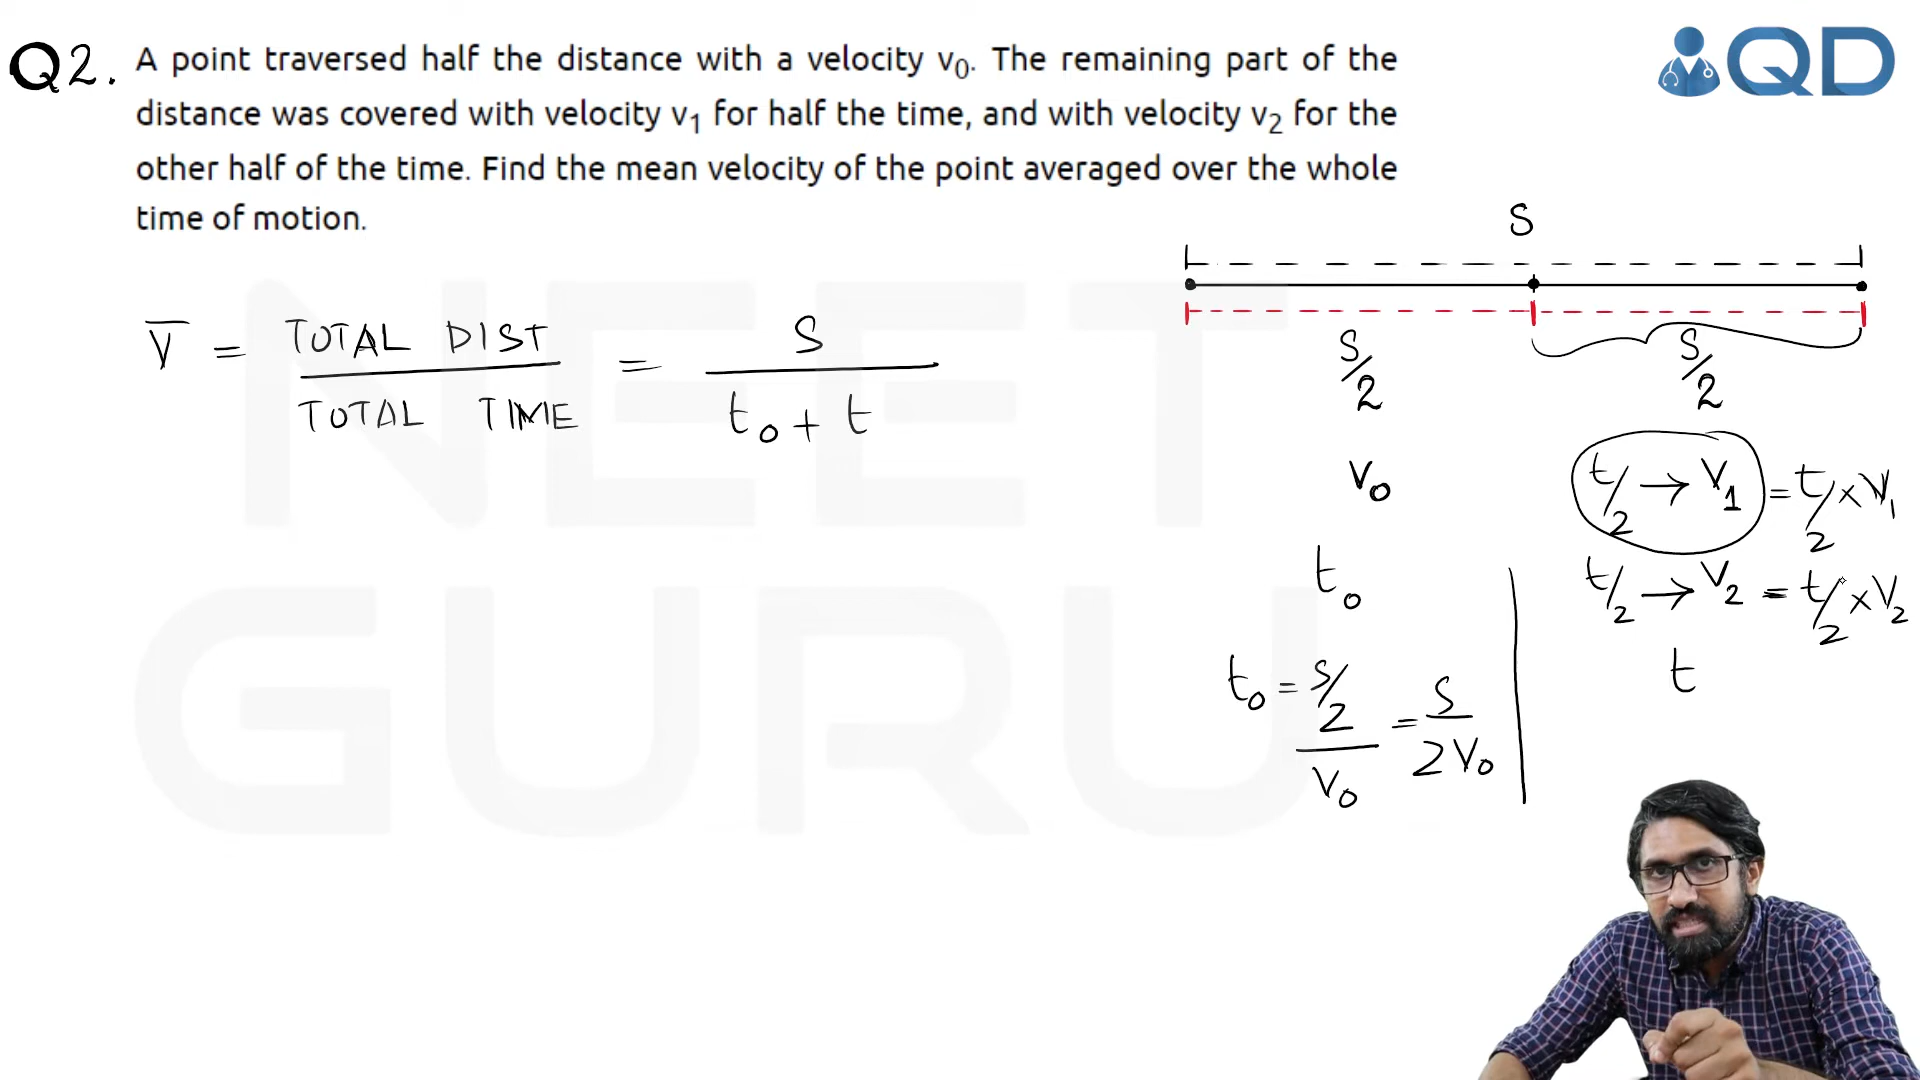 Q2. A point traversed half the distance with a velocity v₀. The remaining part of the
distance was covered with velocity v₁ for half the time, and with velocity v₂ for the
other half of the time. Find the mean velocity of the point averaged over the whole
time of motion.
QD
S
S/2 S/2
V̅ = TOTAL DIST / TOTAL TIME = S / (t₀ + t)
V₀
t/2 → V₁ = t/2 × V₁
t₀
t/2 → V₂ = t/2 × V₂
t
t₀ = (S/2) / V₀ = S / 2V₀
NEET
GURU